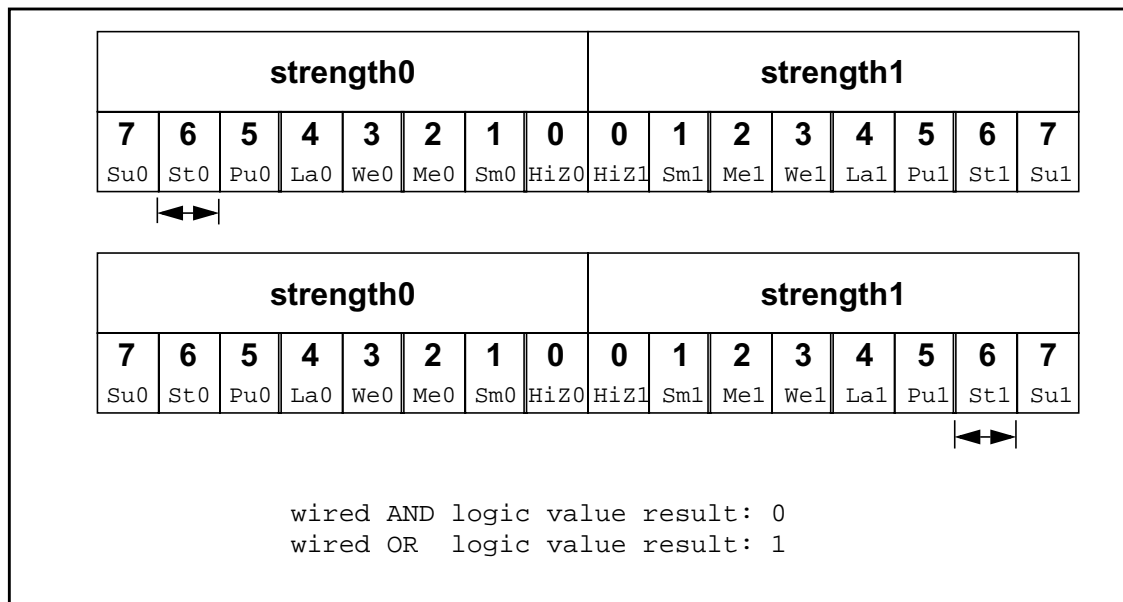 strength0 strength1
7 6 5 4 3 2 1 0 0 1 2 3 4 5 6 7
Su0 St0 Pu0 La0 We0 Me0 Sm0 HiZ0 HiZ1 Sm1 Me1 We1 La1 Pu1 St1 Su1
strength0 strength1
7 6 5 4 3 2 1 0 0 1 2 3 4 5 6 7
Su0 St0 Pu0 La0 We0 Me0 Sm0 HiZ0 HiZ1 Sm1 Me1 We1 La1 Pu1 St1 Su1
wired AND logic value result: 0
wired OR  logic value result: 1